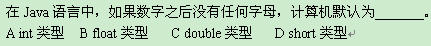 在 Java 语言中，如果数字之后没有任何字母，计算机默认为_______。
A int 类型 B float 类型 C double 类型 D short 类型↵